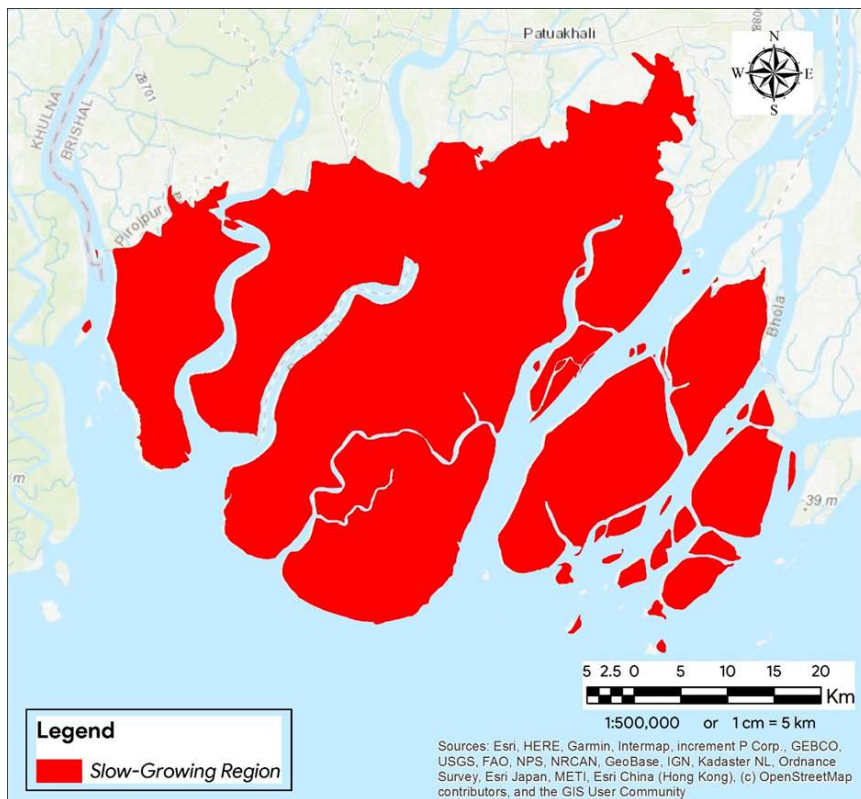 Patuakhali
N
W E
S
Z8701
KHULNA
BRISHAL
Pirojpur
Bhola
-39 m
m
5 2.5 0 5 10 15 20
Km
1:500,000 or 1 cm = 5 km
Legend
Slow-Growing Region
Sources: Esri, HERE, Garmin, Intermap, increment P Corp., GEBCO,
USGS, FAO, NPS, NRCAN, GeoBase, IGN, Kadaster NL, Ordnance
Survey, Esri Japan, METI, Esri China (Hong Kong), (c) OpenStreetMap
contributors, and the GIS User Community